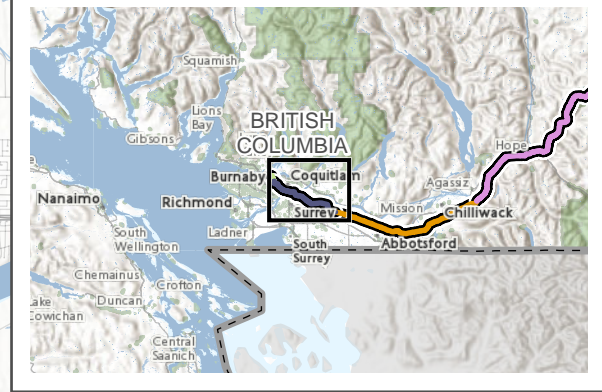 Squamish
Lions
Bay
Gibsons
BRITISH
COLUMBIA
Hope
Burnaby
Coquitlam
Agassiz
Nanaimo
Richmond
Surrey
Mission
Chilliwack
South
Wellington
Ladner
South
Surrey
Abbotsford
Chemainus
Crofton
Duncan
Lake
Cowichan
Central
Saanich